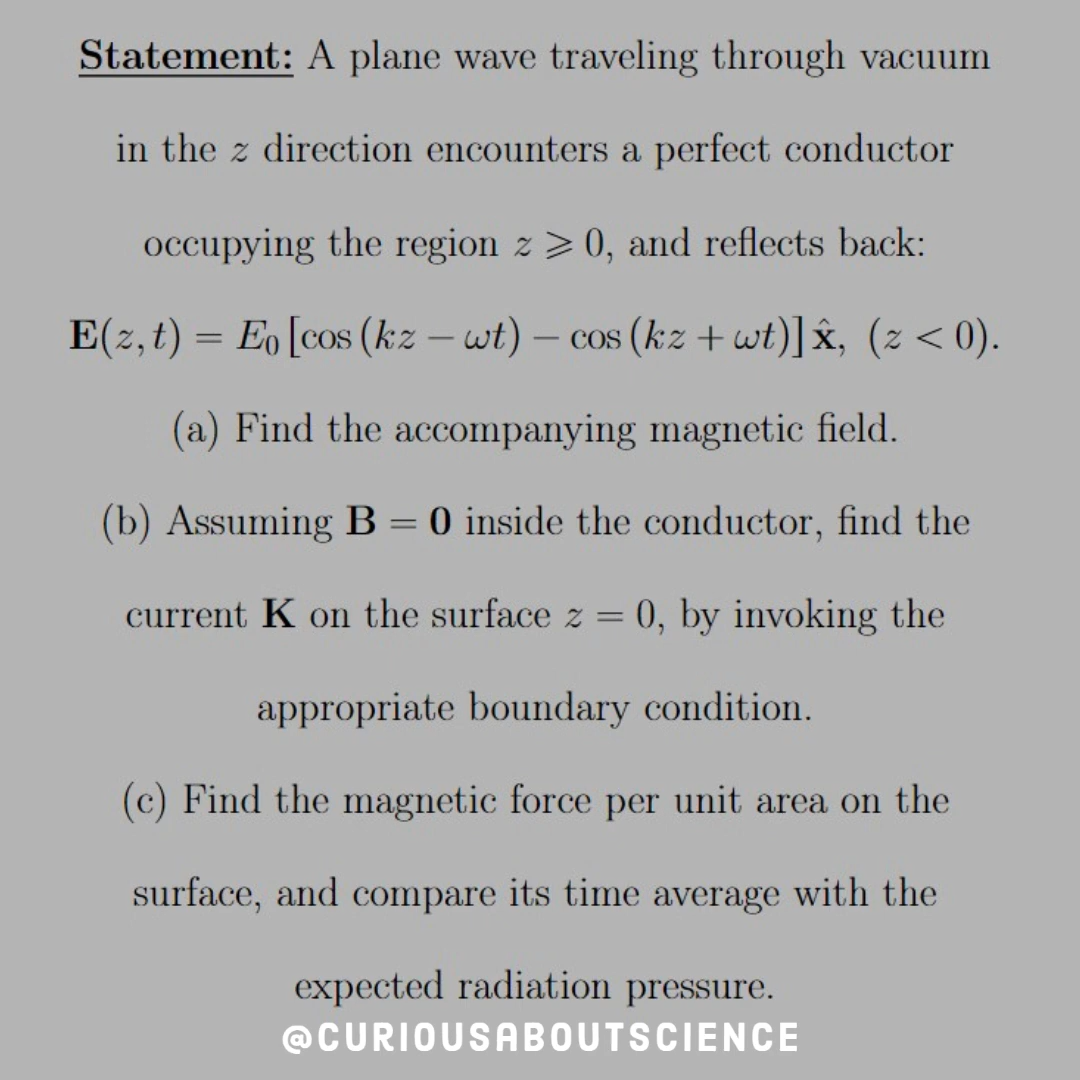 Statement: A plane wave traveling through vacuum
in the z direction encounters a perfect conductor
occupying the region z ⩾ 0, and reflects back:
E(z, t) = E₀ [cos (kz − ωt) − cos (kz + ωt)] x̂, (z < 0).
(a) Find the accompanying magnetic field.
(b) Assuming B = 0 inside the conductor, find the
current K on the surface z = 0, by invoking the
appropriate boundary condition.
(c) Find the magnetic force per unit area on the
surface, and compare its time average with the
expected radiation pressure.
@CURIOUSABOUTSCIENCE